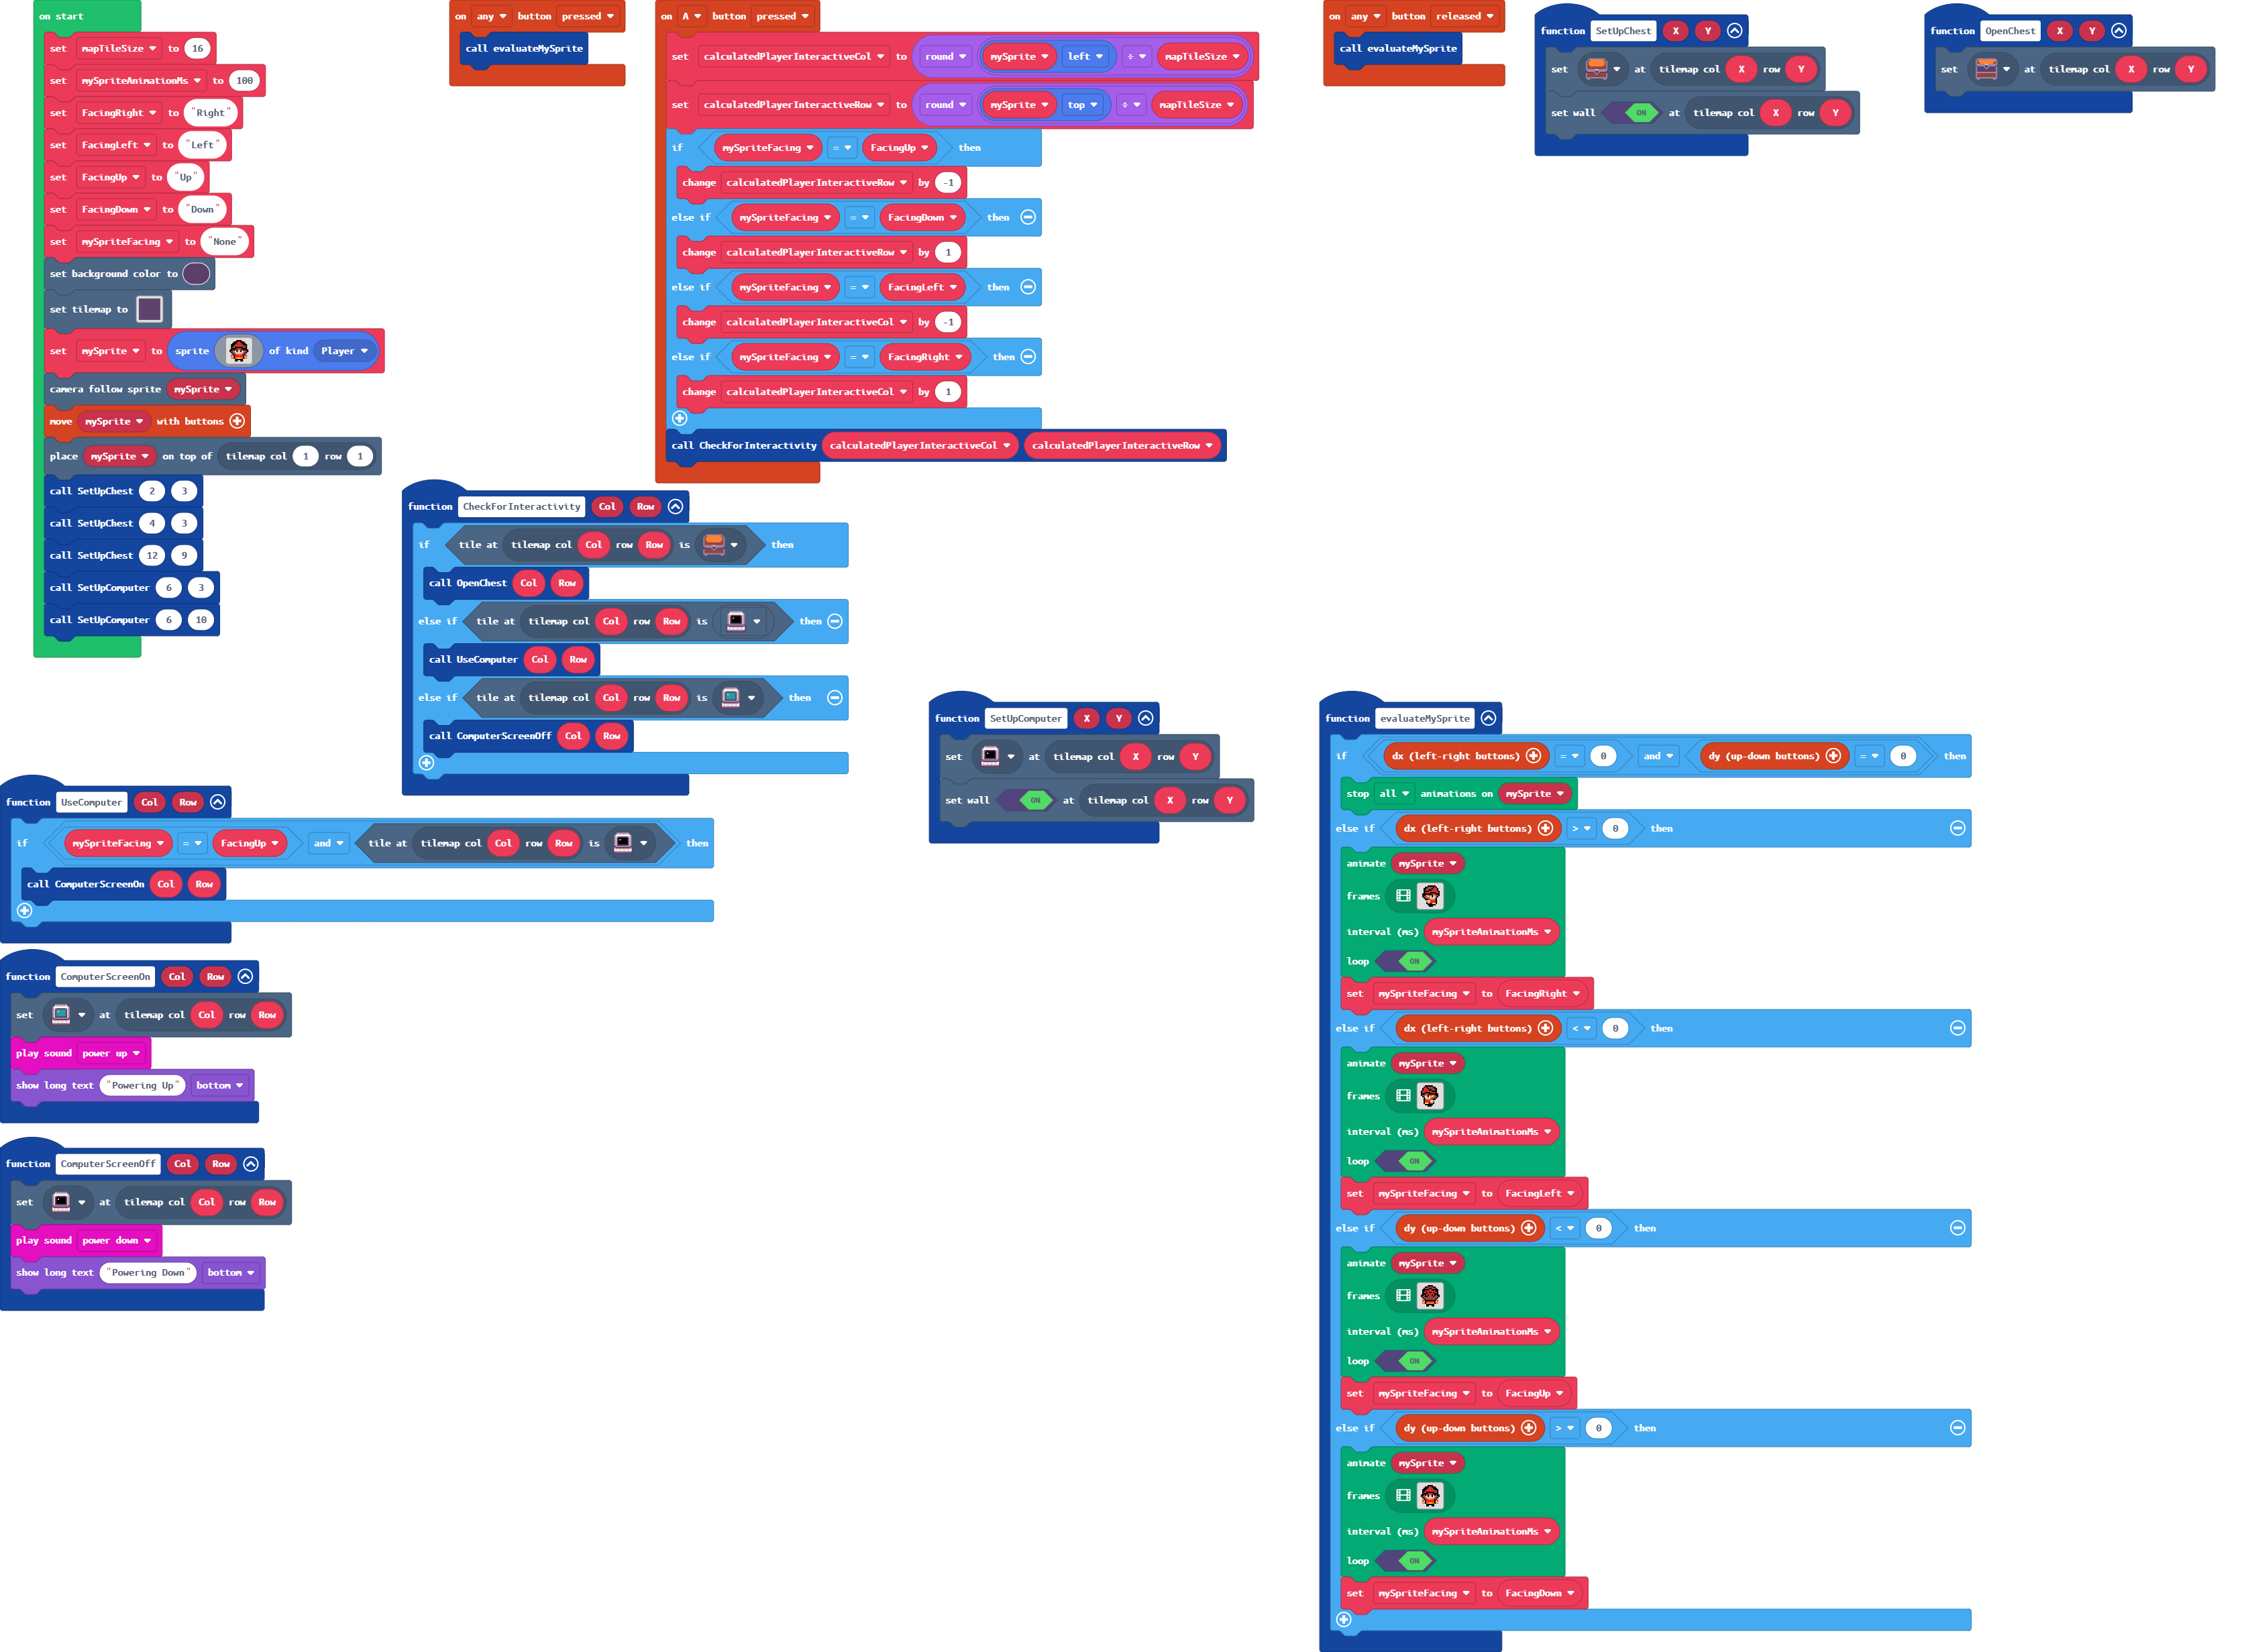 on start
set mapTileSize to 16
set mySpriteAnimationMs to 100
set FacingRight to "Right"
set FacingLeft to "Left"
set FacingUp to "Up"
set FacingDown to "Down"
set mySpriteFacing to "None"
set background color to
set tilemap to
set mySprite to sprite of kind Player
camera follow sprite mySprite
move mySprite with buttons
place mySprite on top of tilemap col 1 row 1
call SetUpChest 2 3
call SetUpChest 4 3
call SetUpChest 12 9
call SetUpComputer 6 3
call SetUpComputer 6 10
on any button pressed
call evaluateMySprite
on A button pressed
set calculatedPlayerInteractiveCol to round mySprite left ÷ mapTileSize
set calculatedPlayerInteractiveRow to round mySprite top ÷ mapTileSize
if mySpriteFacing = FacingUp then
change calculatedPlayerInteractiveRow by -1
else if mySpriteFacing = FacingDown then
change calculatedPlayerInteractiveRow by 1
else if mySpriteFacing = FacingLeft then
change calculatedPlayerInteractiveCol by -1
else if mySpriteFacing = FacingRight then
change calculatedPlayerInteractiveCol by 1
call CheckForInteractivity calculatedPlayerInteractiveCol calculatedPlayerInteractiveRow
on any button released
call evaluateMySprite
function SetUpChest X Y
set at tilemap col X row Y
set wall ON at tilemap col X row Y
function OpenChest X Y
set at tilemap col X row Y
function CheckForInteractivity Col Row
if tile at tilemap col Col row Row is then
call OpenChest Col Row
else if tile at tilemap col Col row Row is then
call UseComputer Col Row
else if tile at tilemap col Col row Row is then
call ComputerScreenOff Col Row
function SetUpComputer X Y
set at tilemap col X row Y
set wall ON at tilemap col X row Y
function UseComputer Col Row
if mySpriteFacing = FacingUp and tile at tilemap col Col row Row is then
call ComputerScreenOn Col Row
function ComputerScreenOn Col Row
set at tilemap col Col row Row
play sound power up
show long text "Powering Up" bottom
function ComputerScreenOff Col Row
set at tilemap col Col row Row
play sound power down
show long text "Powering Down" bottom
function evaluateMySprite
if dx (left-right buttons) = 0 and dy (up-down buttons) = 0 then
stop all animations on mySprite
else if dx (left-right buttons) > 0 then
animate mySprite
frames
interval (ms) mySpriteAnimationMs
loop ON
set mySpriteFacing to FacingRight
else if dx (left-right buttons) < 0 then
animate mySprite
frames
interval (ms) mySpriteAnimationMs
loop ON
set mySpriteFacing to FacingLeft
else if dy (up-down buttons) < 0 then
animate mySprite
frames
interval (ms) mySpriteAnimationMs
loop ON
set mySpriteFacing to FacingUp
else if dy (up-down buttons) > 0 then
animate mySprite
frames
interval (ms) mySpriteAnimationMs
loop ON
set mySpriteFacing to FacingDown